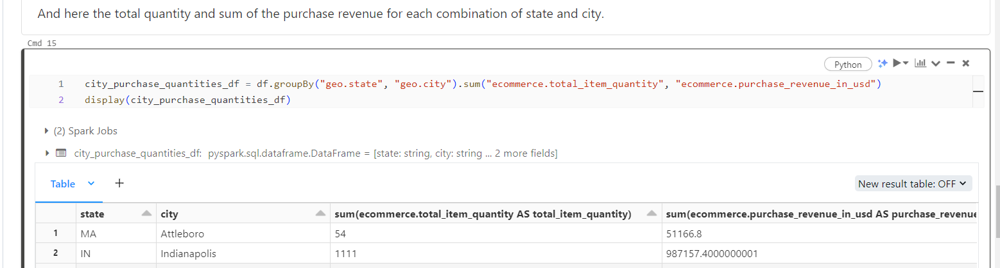 And here the total quantity and sum of the purchase revenue for each combination of state and city.
Cmd 15
Python
1 city_purchase_quantities_df = df.groupBy("geo.state", "geo.city").sum("ecommerce.total_item_quantity", "ecommerce.purchase_revenue_in_usd")
2 display(city_purchase_quantities_df)
(2) Spark Jobs
city_purchase_quantities_df: pyspark.sql.dataframe.DataFrame = [state: string, city: string ... 2 more fields]
Table + New result table: OFF
state city sum(ecommerce.total_item_quantity AS total_item_quantity) sum(ecommerce.purchase_revenue_in_usd AS purchase_revenue
1 MA Attleboro 54 51166.8
2 IN Indianapolis 1111 987157.4000000001